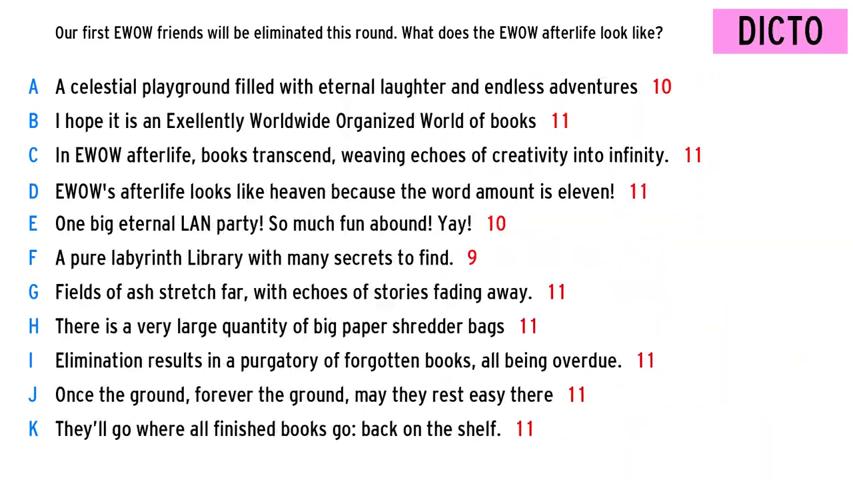 Our first EWOW friends will be eliminated this round. What does the EWOW afterlife look like?
DICTO
A A celestial playground filled with eternal laughter and endless adventures 10
B I hope it is an Exellently Worldwide Organized World of books 11
C In EWOW afterlife, books transcend, weaving echoes of creativity into infinity. 11
D EWOW's afterlife looks like heaven because the word amount is eleven! 11
E One big eternal LAN party! So much fun abound! Yay! 10
F A pure labyrinth Library with many secrets to find. 9
G Fields of ash stretch far, with echoes of stories fading away. 11
H There is a very large quantity of big paper shredder bags 11
I Elimination results in a purgatory of forgotten books, all being overdue. 11
J Once the ground, forever the ground, may they rest easy there 11
K They’ll go where all finished books go: back on the shelf. 11